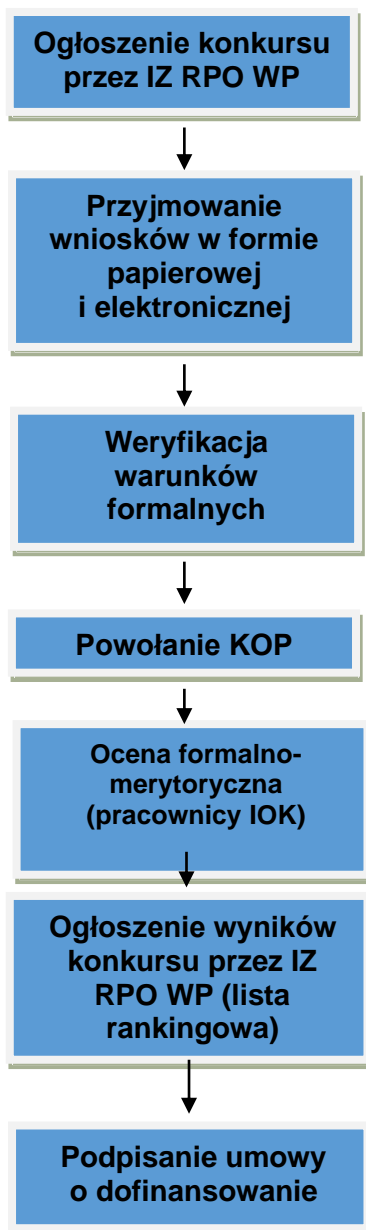 Ogłoszenie konkursu
przez IZ RPO WP
Przyjmowanie
wniosków w formie
papierowej
i elektronicznej
Weryfikacja
warunków
formalnych
Powołanie KOP
Ocena formalno-
merytoryczna
(pracownicy IOK)
Ogłoszenie wyników
konkursu przez IZ
RPO WP (lista
rankingowa)
Podpisanie umowy
o dofinansowanie